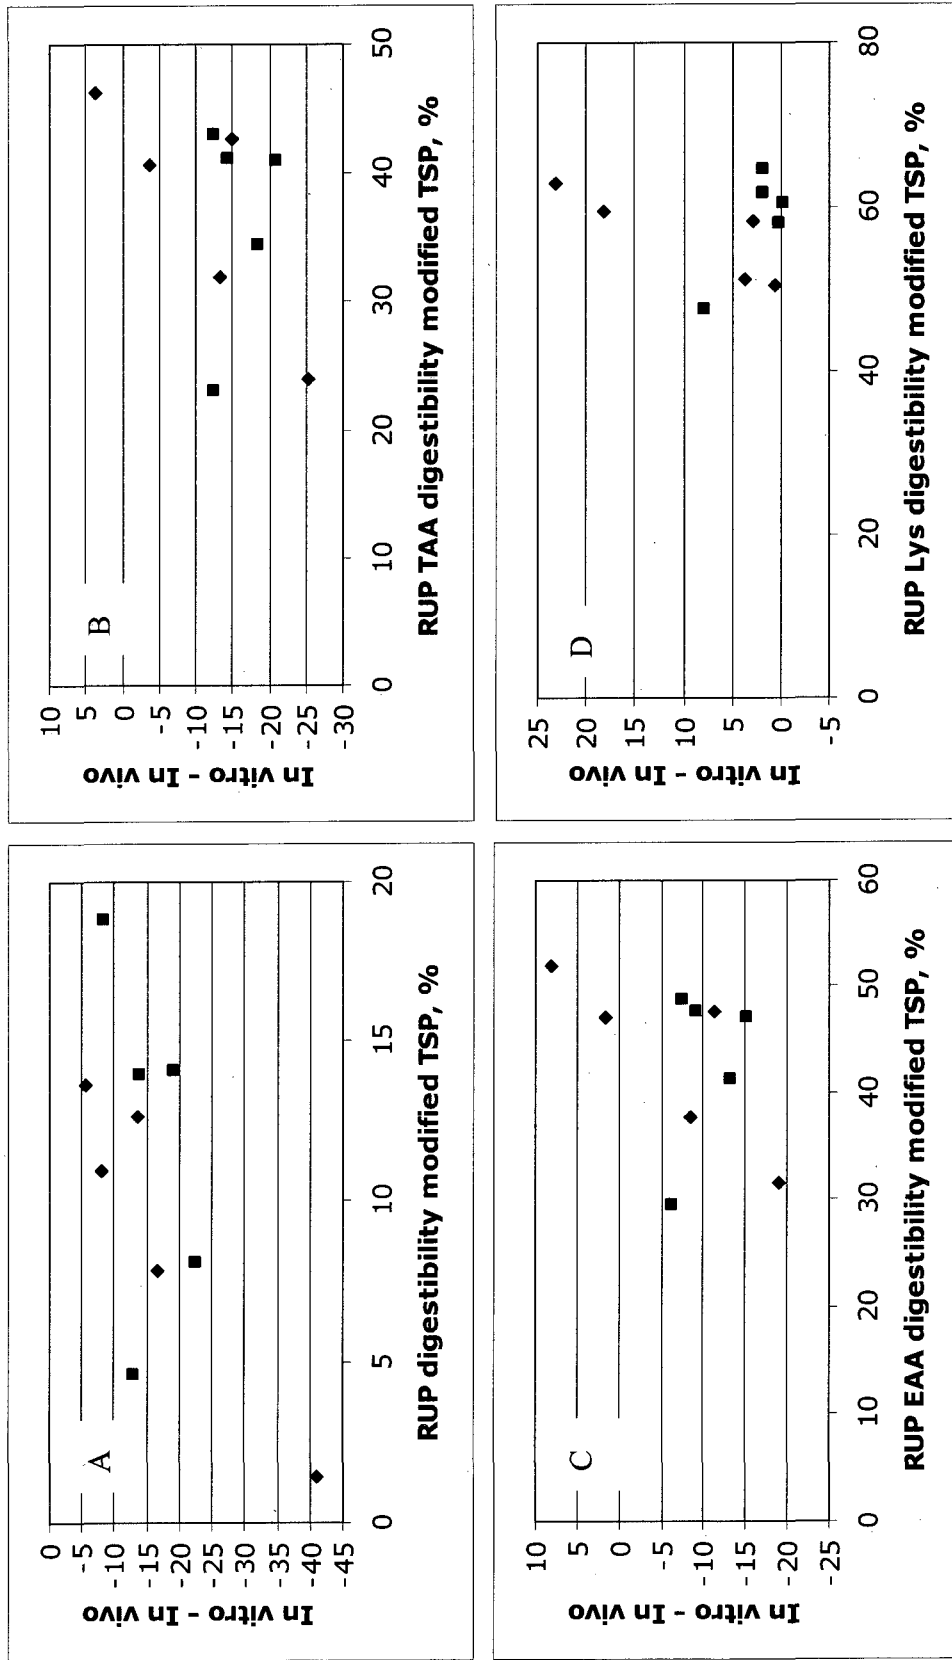 A
0
-5
-10
-15
-20
-25
-30
-35
-40
-45
In vitro - In vivo
0 5 10 15 20
RUP digestibility modified TSP, %
B
10
5
0
-5
-10
-15
-20
-25
-30
In vitro - In vivo
0 10 20 30 40 50
RUP TAA digestibility modified TSP, %
C
10
5
0
-5
-10
-15
-20
-25
In vitro - In vivo
0 10 20 30 40 50 60
RUP EAA digestibility modified TSP, %
D
25
20
15
10
5
0
-5
In vitro - In vivo
0 20 40 60 80
RUP Lys digestibility modified TSP, %